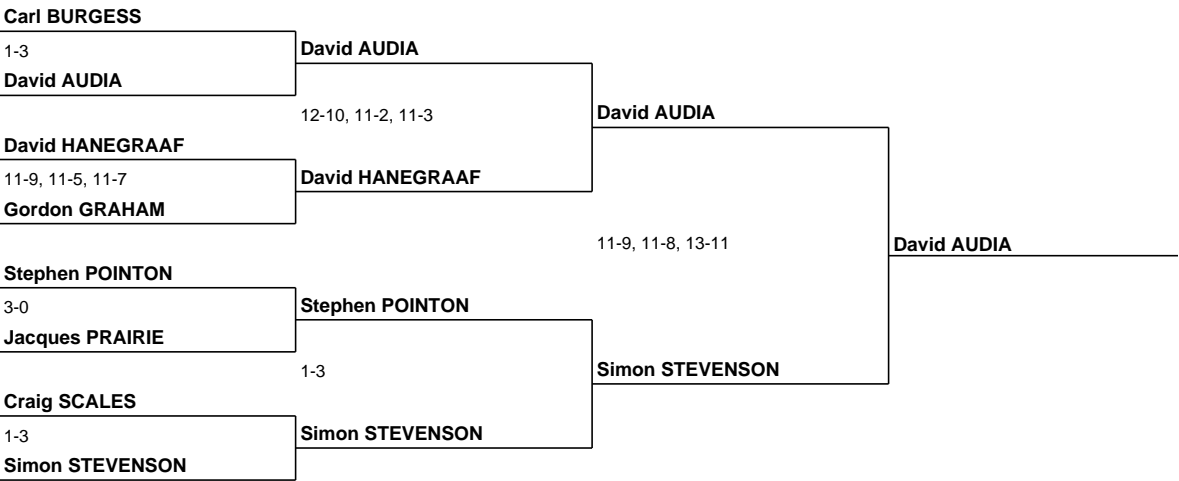 Carl BURGESS
1-3
David AUDIA
David AUDIA
12-10, 11-2, 11-3
David AUDIA
David HANEGRAAF
11-9, 11-5, 11-7
David HANEGRAAF
Gordon GRAHAM
11-9, 11-8, 13-11
David AUDIA
Stephen POINTON
3-0
Stephen POINTON
Jacques PRAIRIE
1-3
Simon STEVENSON
Craig SCALES
1-3
Simon STEVENSON
Simon STEVENSON